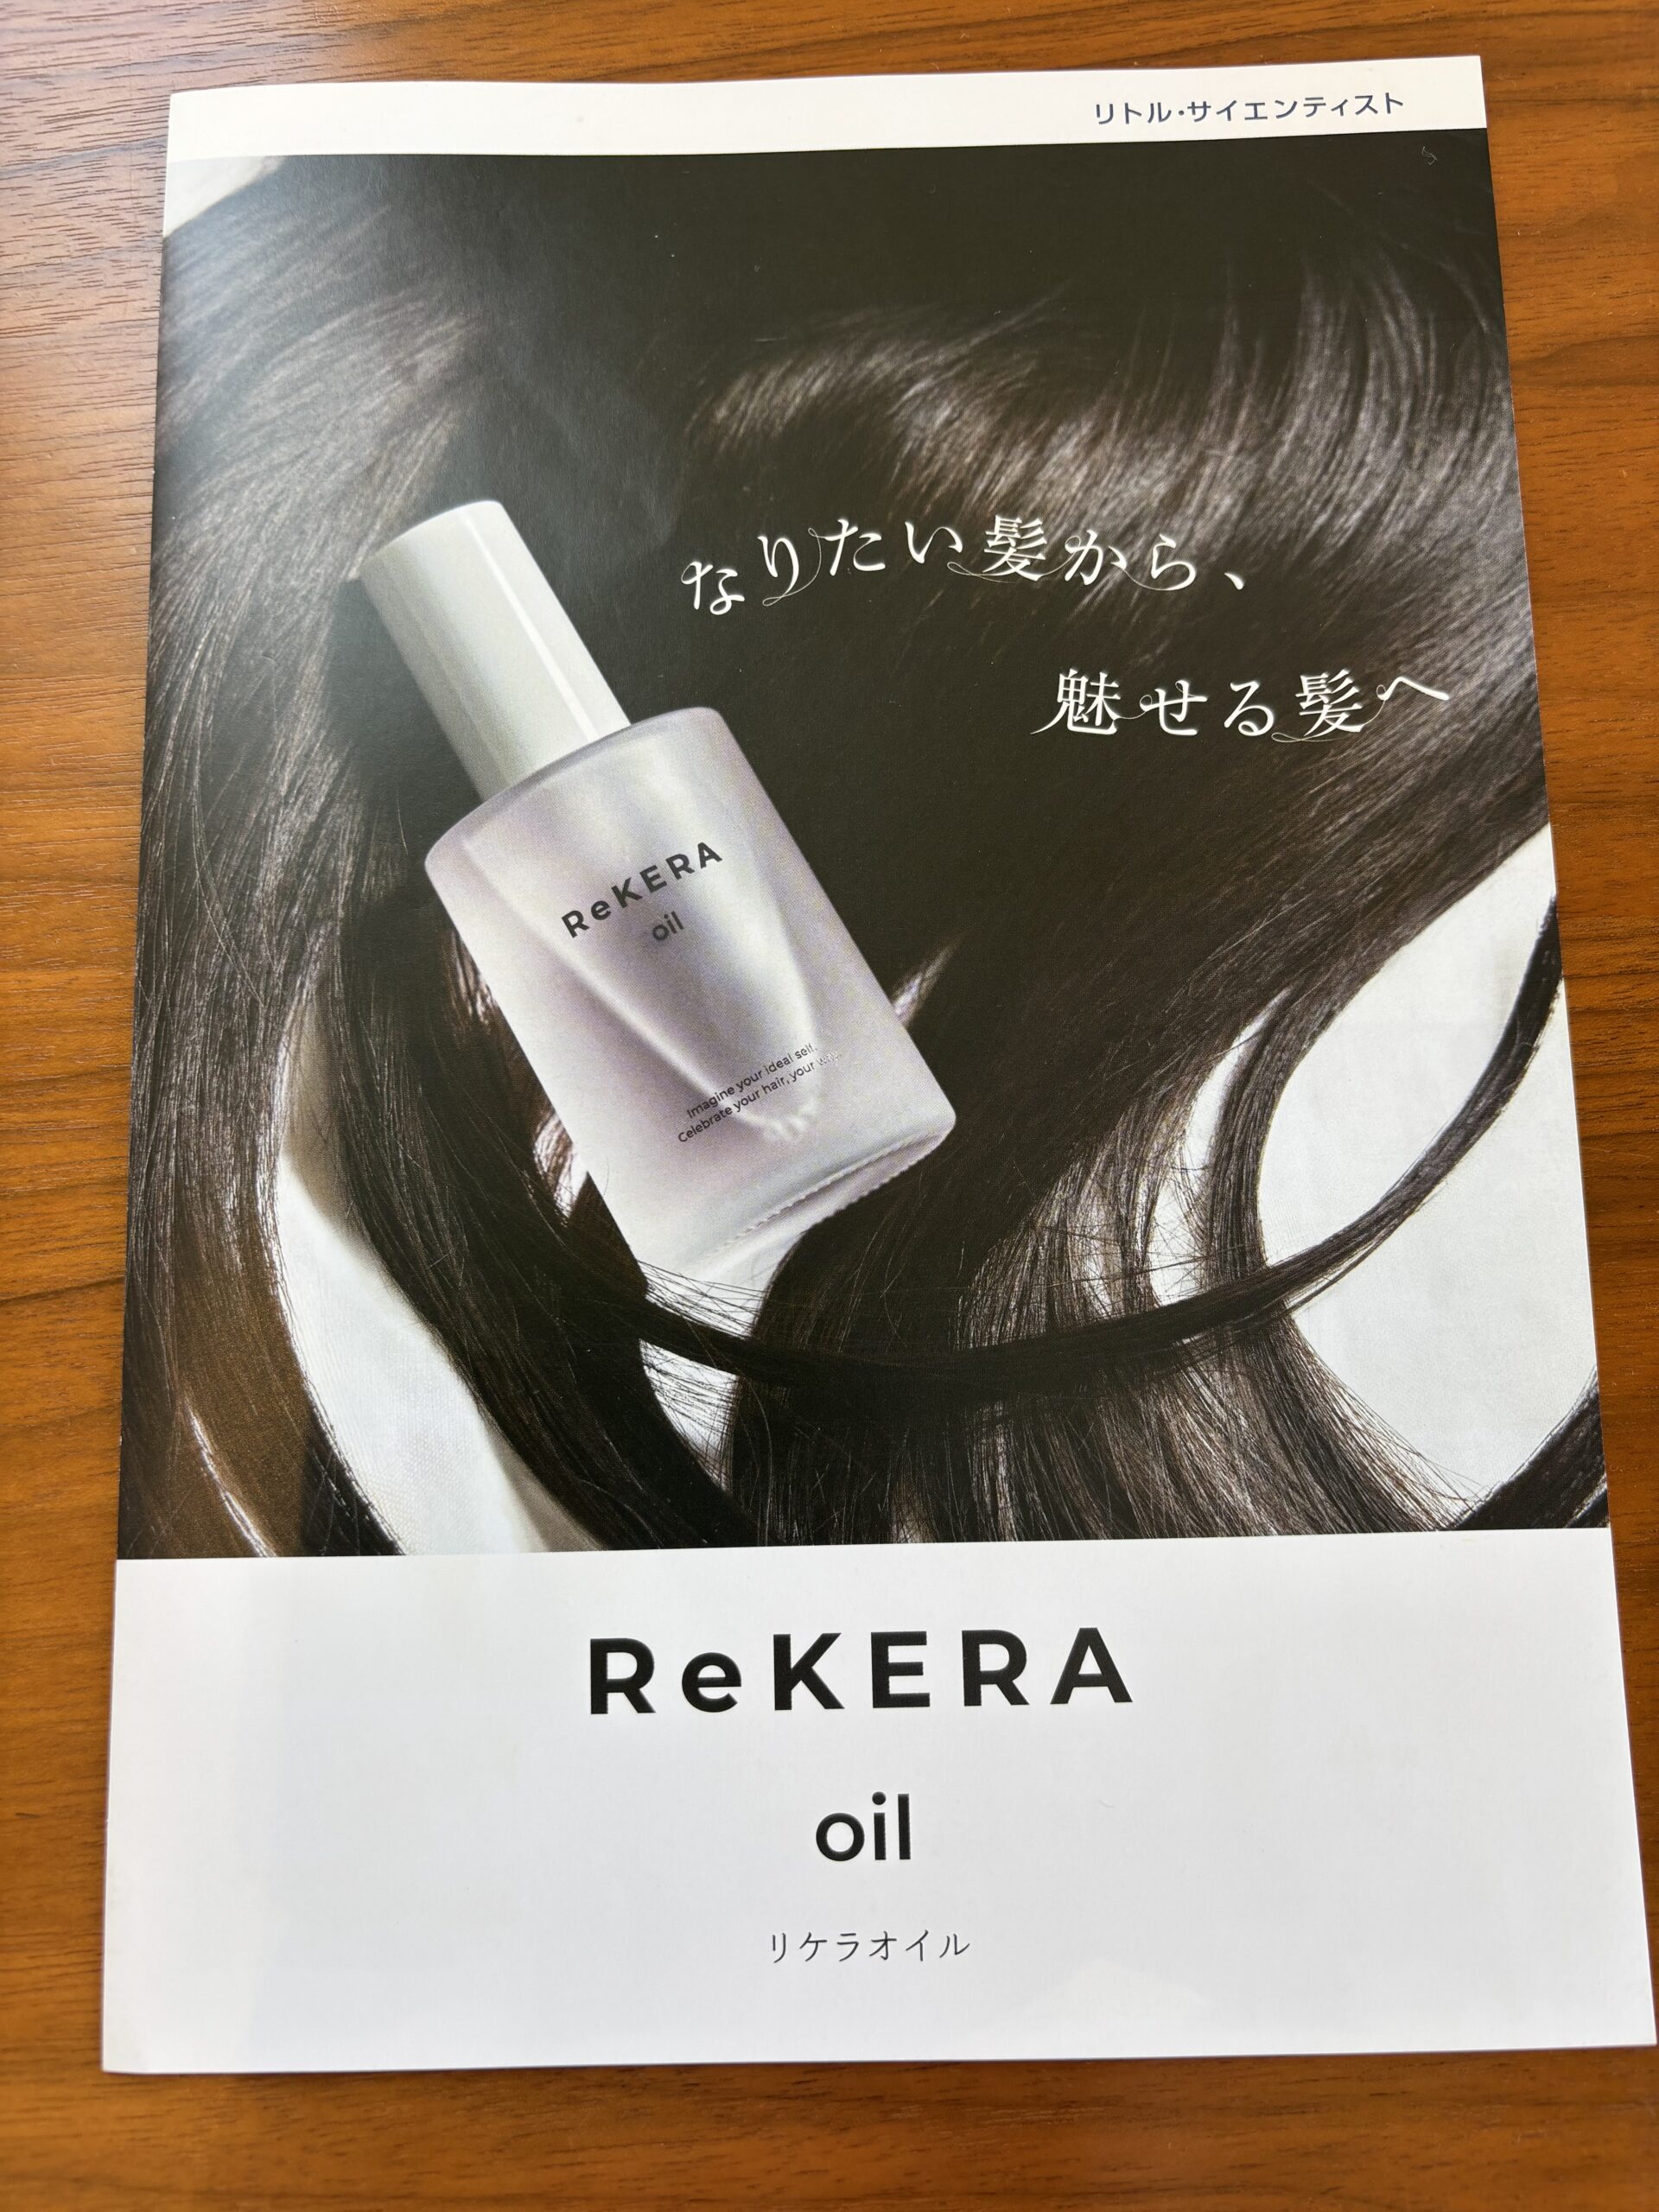 リトル・サイエンティスト
なりたい髪から、
魅せる髪へ
ReKERA
oil
Imagine your ideal self.
Celebrate your hair, your
ReKERA
oil
リケラオイル